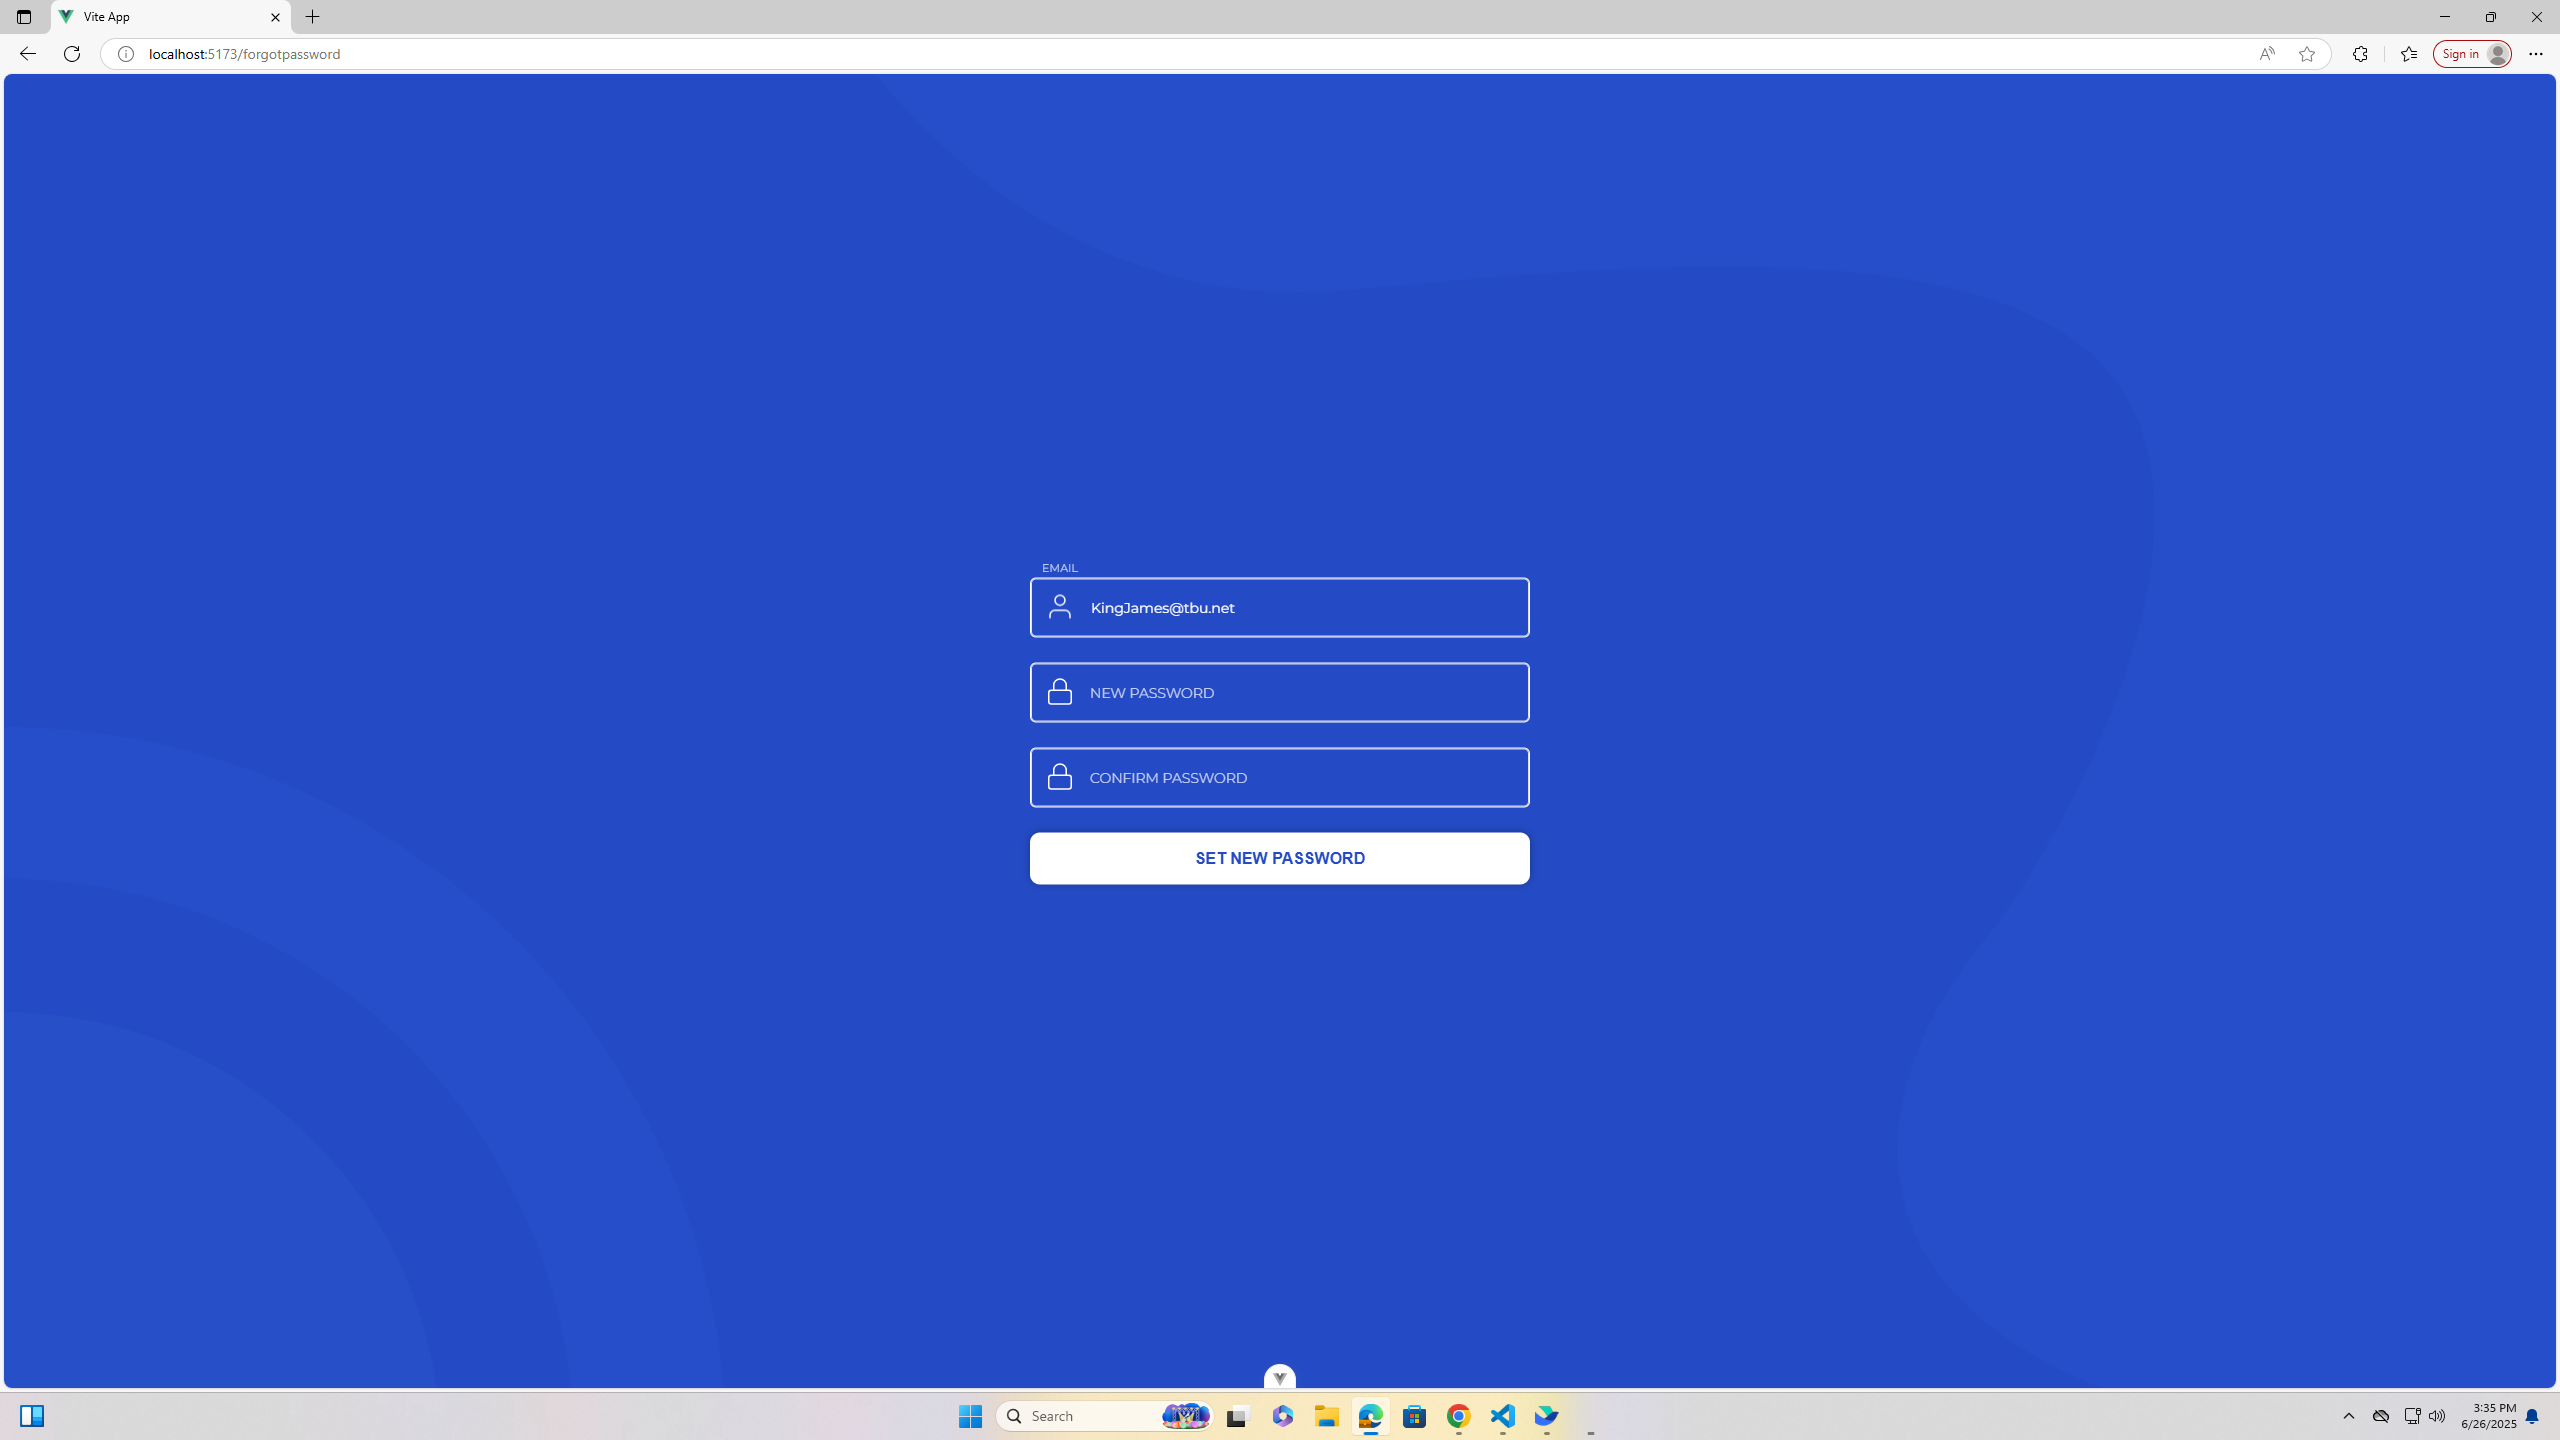 Vite App
localhost:5173/forgotpassword
Sign in
EMAIL
KingJames@tbu.net
NEW PASSWORD
CONFIRM PASSWORD
SET NEW PASSWORD
Search
3:35 PM
6/26/2025